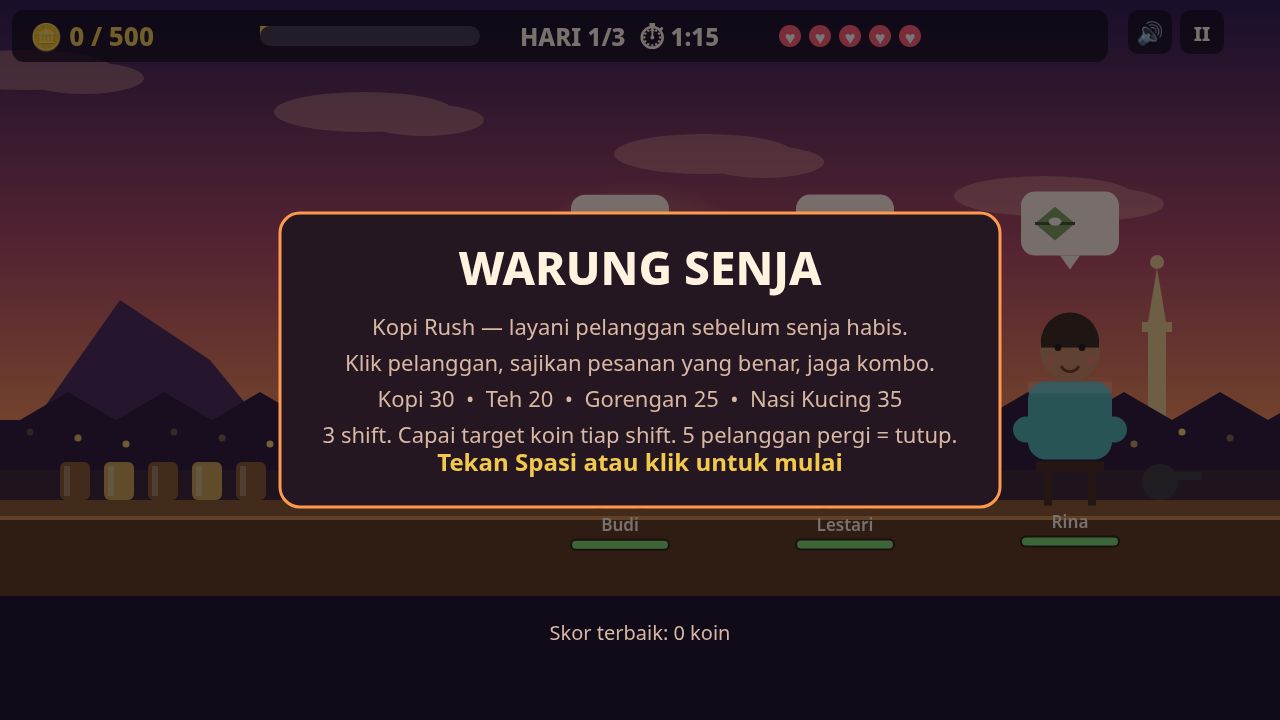 0 / 500
HARI 1/3 1:15
II
WARUNG SENJA
Kopi Rush — layani pelanggan sebelum senja habis.
Klik pelanggan, sajikan pesanan yang benar, jaga kombo.
Kopi 30 • Teh 20 • Gorengan 25 • Nasi Kucing 35
3 shift. Capai target koin tiap shift. 5 pelanggan pergi = tutup.
Tekan Spasi atau klik untuk mulai
Budi
Lestari
Rina
Skor terbaik: 0 koin